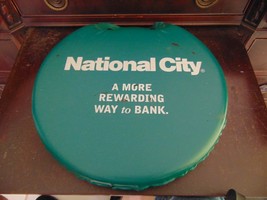 National City®
A MORE
REWARDING
WAY to BANK.